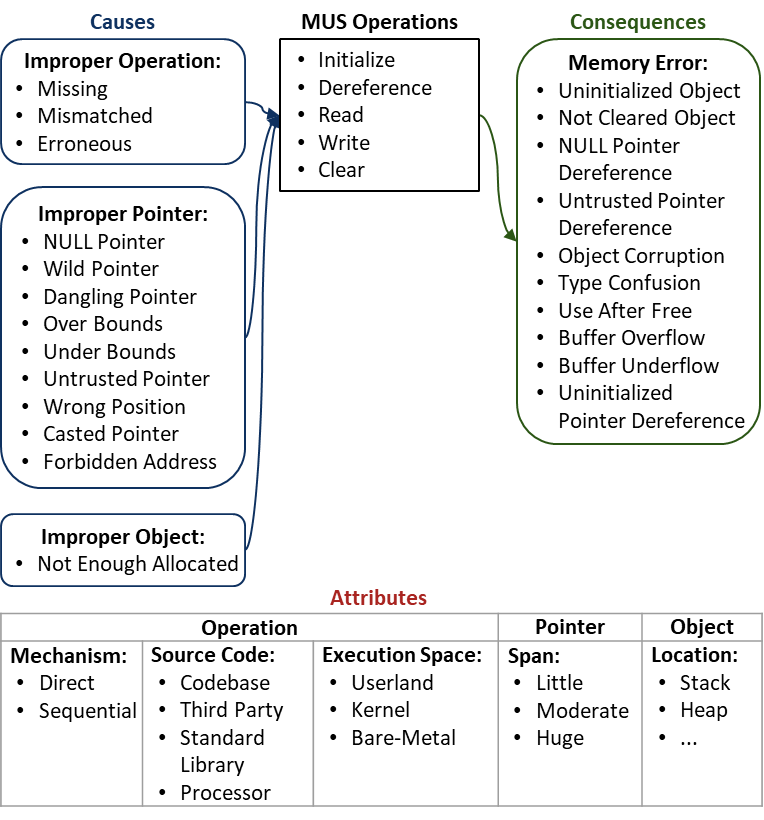 Causes
Improper Operation:
• Missing
• Mismatched
• Erroneous
Improper Pointer:
• NULL Pointer
• Wild Pointer
• Dangling Pointer
• Over Bounds
• Under Bounds
• Untrusted Pointer
• Wrong Position
• Casted Pointer
• Forbidden Address
Improper Object:
• Not Enough Allocated
MUS Operations
• Initialize
• Dereference
• Read
• Write
• Clear
Consequences
Memory Error:
• Uninitialized Object
• Not Cleared Object
• NULL Pointer
Dereference
• Untrusted Pointer
Dereference
• Object Corruption
• Type Confusion
• Use After Free
• Buffer Overflow
• Buffer Underflow
• Uninitialized
Pointer Dereference
Attributes
Operation
Mechanism:
• Direct
• Sequential
Source Code:
• Codebase
• Third Party
• Standard
Library
• Processor
Execution Space:
• Userland
• Kernel
• Bare-Metal
Pointer
Span:
• Little
• Moderate
• Huge
Object
Location:
• Stack
• Heap
• ...